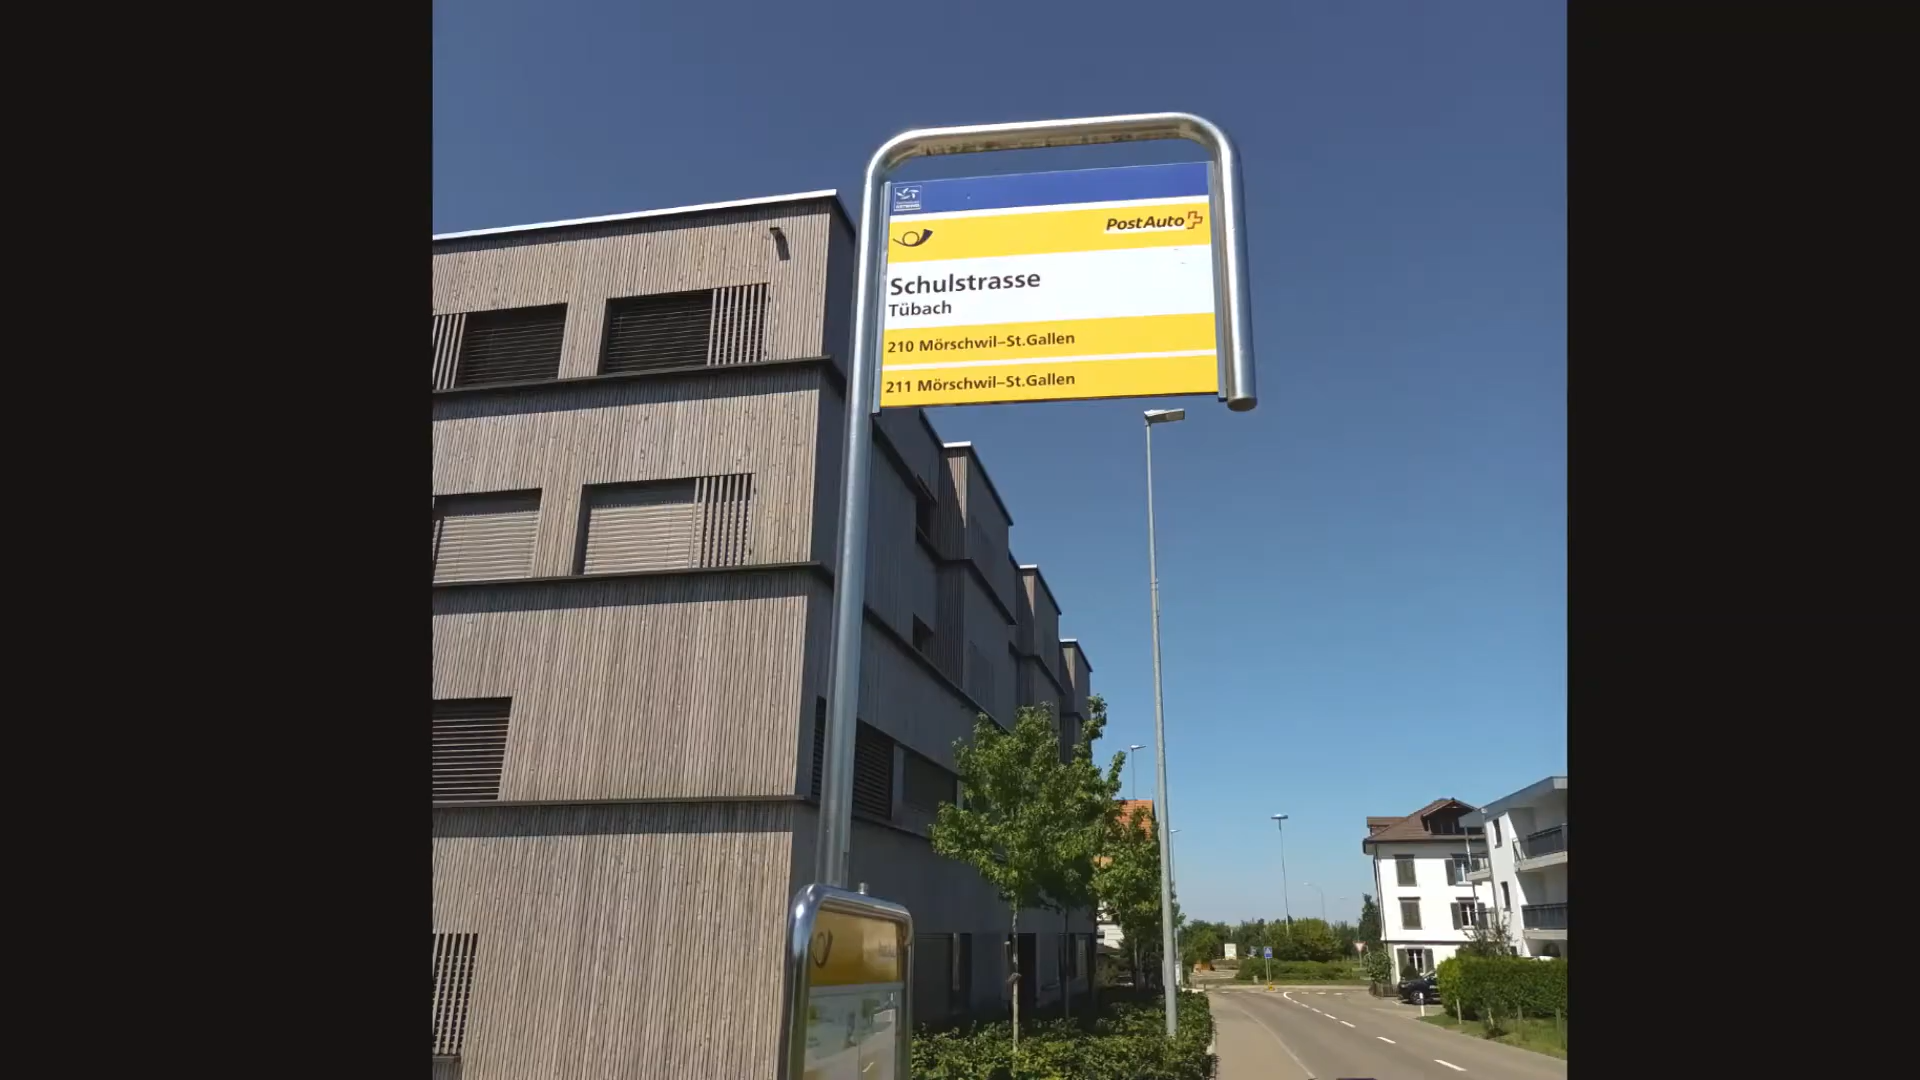 PostAuto
Schulstrasse
Tübach
210 Mörschwil–St.Gallen
211 Mörschwil–St.Gallen